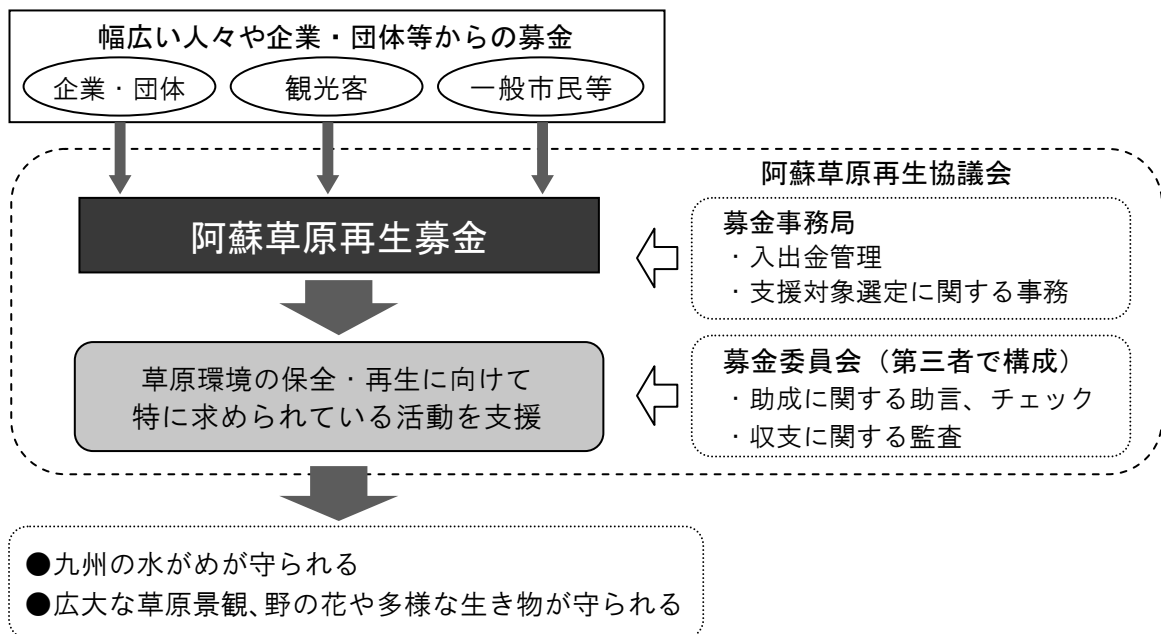 幅広い人々や企業・団体等からの募金
企業・団体
観光客
一般市民等
阿蘇草原再生協議会
阿蘇草原再生募金
募金事務局
・入出金管理
・支援対象選定に関する事務
草原環境の保全・再生に向けて
特に求められている活動を支援
募金委員会（第三者で構成）
・助成に関する助言、チェック
・収支に関する監査
●九州の水がめが守られる
●広大な草原景観、野の花や多様な生き物が守られる